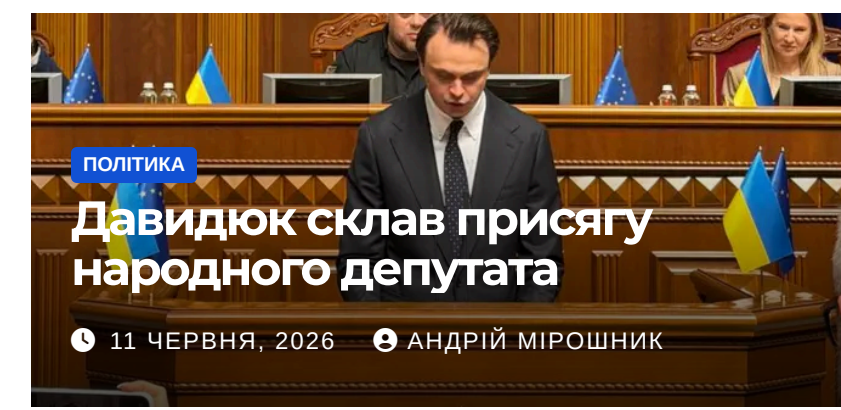 ПОЛІТИКА
Давидюк склав присягу
народного депутата
11 ЧЕРВНЯ, 2026 АНДРІЙ МІРОШНИК